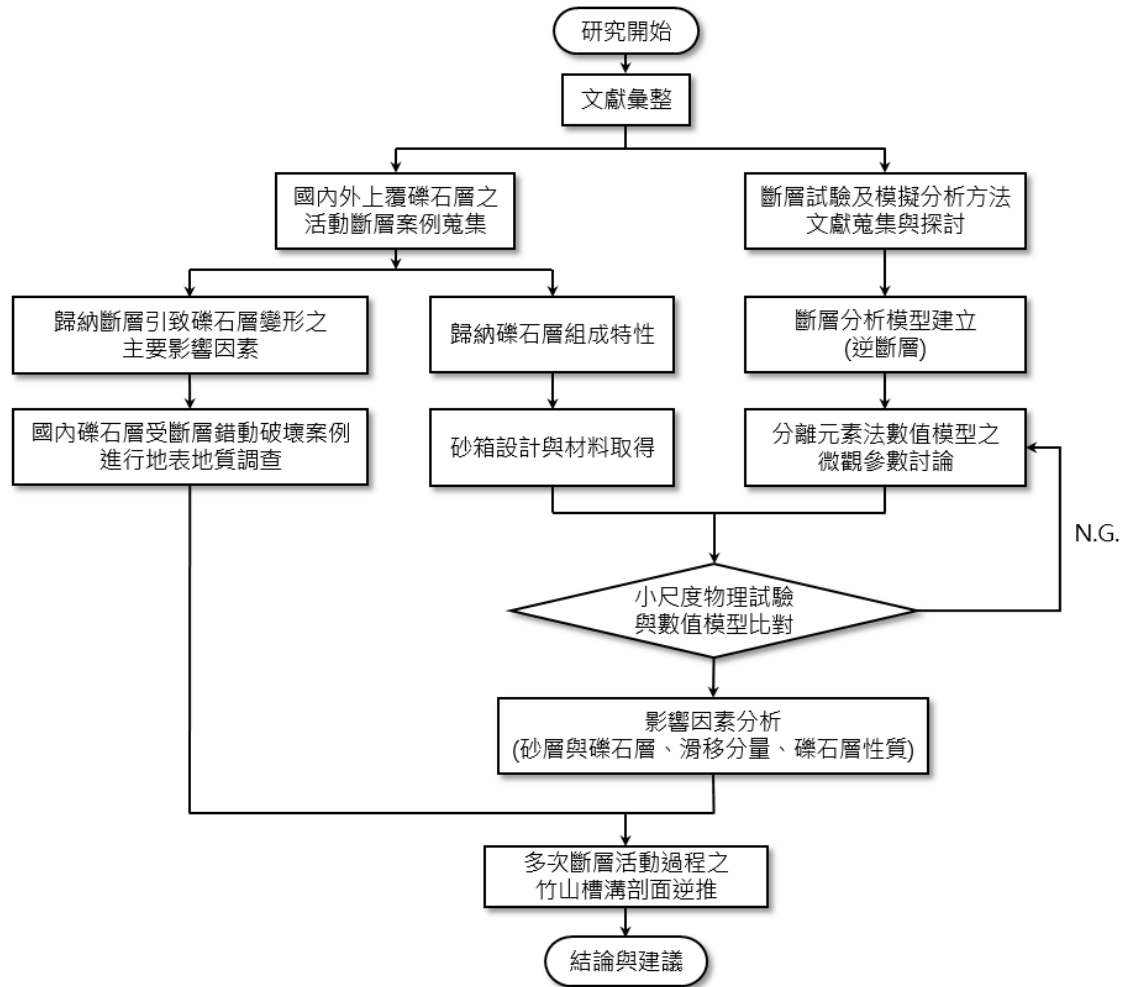 研究開始
文獻彙整
國內外上覆礫石層之
活動斷層案例蒐集
斷層試驗及模擬分析方法
文獻蒐集與探討
歸納斷層引致礫石層變形之
主要影響因素
歸納礫石層組成特性
斷層分析模型建立
(逆斷層)
國內礫石層受斷層錯動破壞案例
進行地表地質調查
砂箱設計與材料取得
分離元素法數值模型之
微觀參數討論
N.G.
小尺度物理試驗
與數值模型比對
影響因素分析
(砂層與礫石層、滑移分量、礫石層性質)
多次斷層活動過程之
竹山槽溝剖面逆推
結論與建議